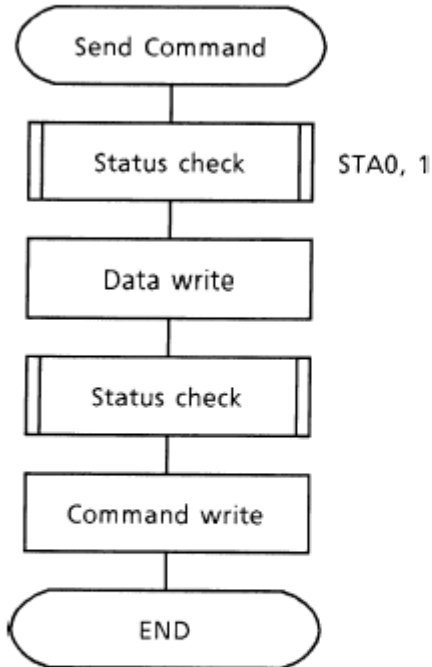 Send Command
Status check
STA0, 1
Data write
Status check
Command write
END